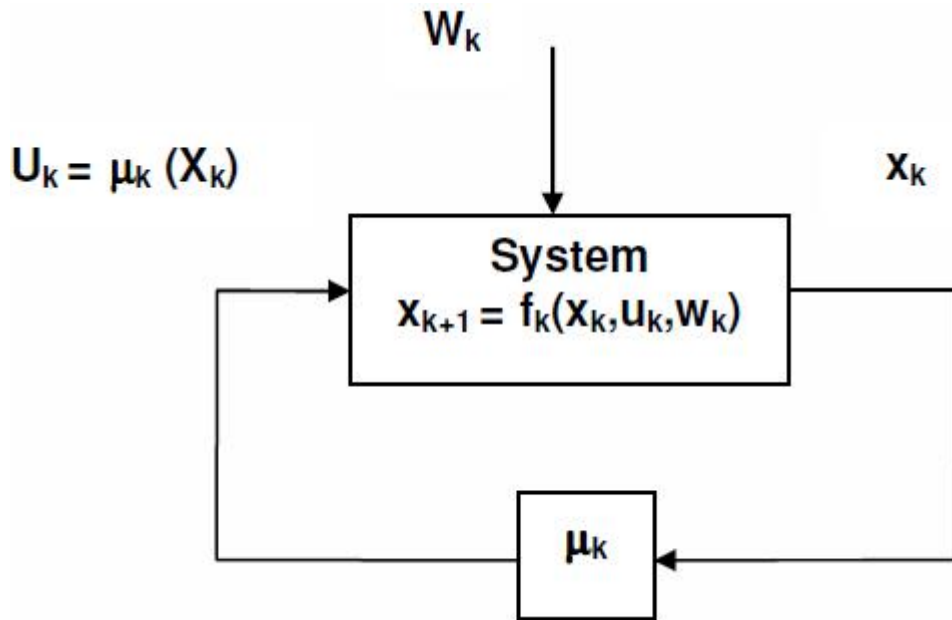 Wk
Uk = μk (Xk)
xk
System
xk+1 = fk(xk,uk,wk)
μk